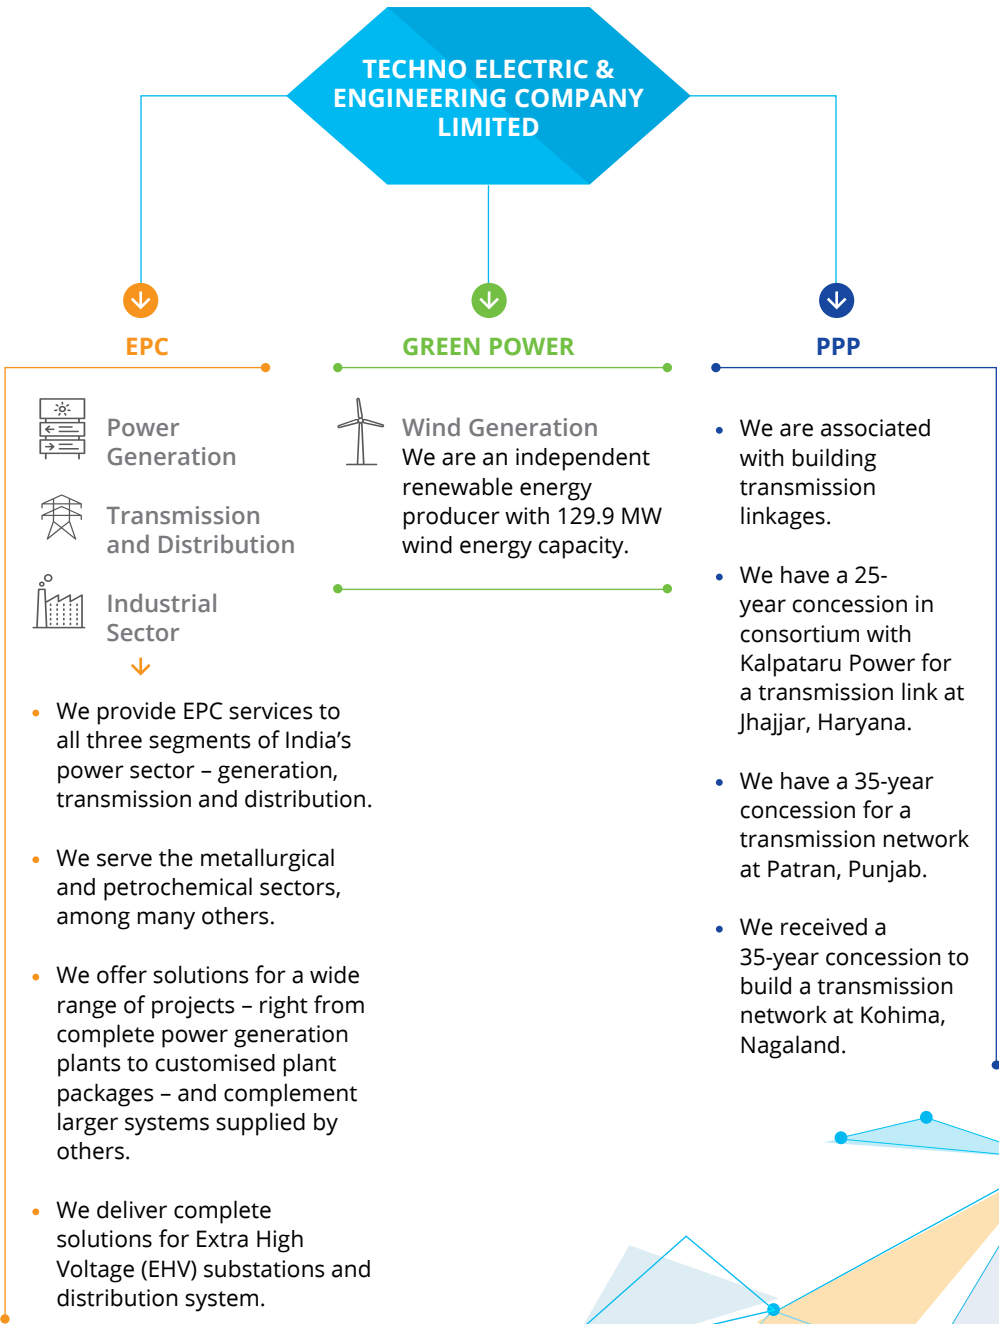 TECHNO ELECTRIC &
ENGINEERING COMPANY
LIMITED
EPC
Power
Generation
Transmission
and Distribution
Industrial
Sector
• We provide EPC services to
all three segments of India’s
power sector – generation,
transmission and distribution.
• We serve the metallurgical
and petrochemical sectors,
among many others.
• We offer solutions for a wide
range of projects – right from
complete power generation
plants to customised plant
packages – and complement
larger systems supplied by
others.
• We deliver complete
solutions for Extra High
Voltage (EHV) substations and
distribution system.
GREEN POWER
Wind Generation
We are an independent
renewable energy
producer with 129.9 MW
wind energy capacity.
PPP
• We are associated
with building
transmission
linkages.
• We have a 25-
year concession in
consortium with
Kalpataru Power for
a transmission link at
Jhajjar, Haryana.
• We have a 35-year
concession for a
transmission network
at Patran, Punjab.
• We received a
35-year concession to
build a transmission
network at Kohima,
Nagaland.